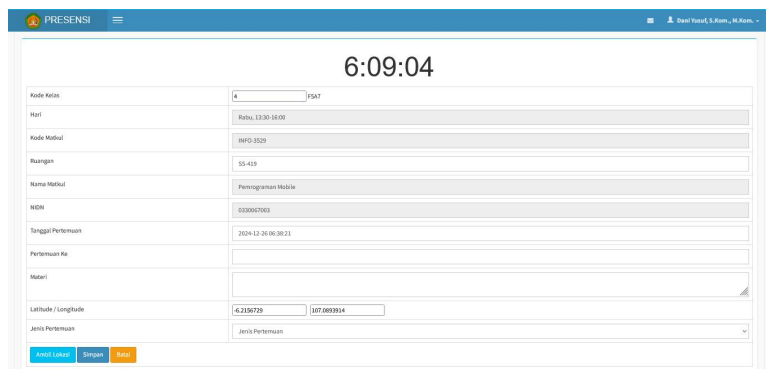 PRESENSI
Dani Yusuf, S.Kom., M.Kom.
6:09:04
Kode Kelas 4 F5A7
Hari Rabu, 13:30-16:00
Kode Matkul INFO-3529
Ruangan SS-419
Nama Matkul Pemrograman Mobile
NIDN 0330067003
Tanggal Pertemuan 2024-12-26 06:38:21
Pertemuan Ke
Materi
Latitude / Longitude -6.2156729 107.0893914
Jenis Pertemuan Jenis Pertemuan
Ambil Lokasi Simpan Batal